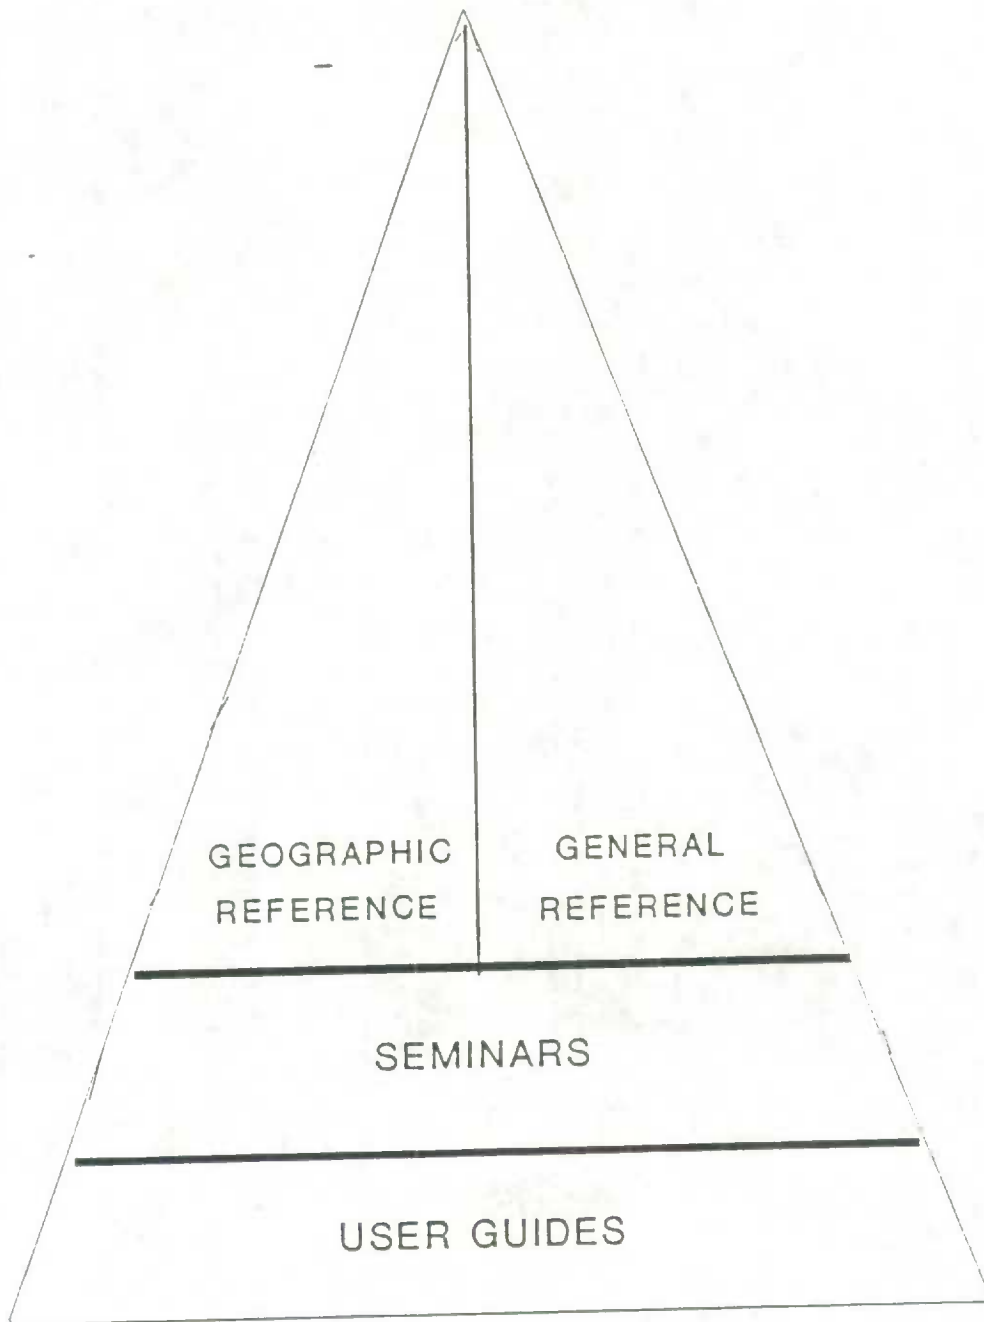 GEOGRAPHIC
REFERENCE
GENERAL
REFERENCE
SEMINARS
USER GUIDES